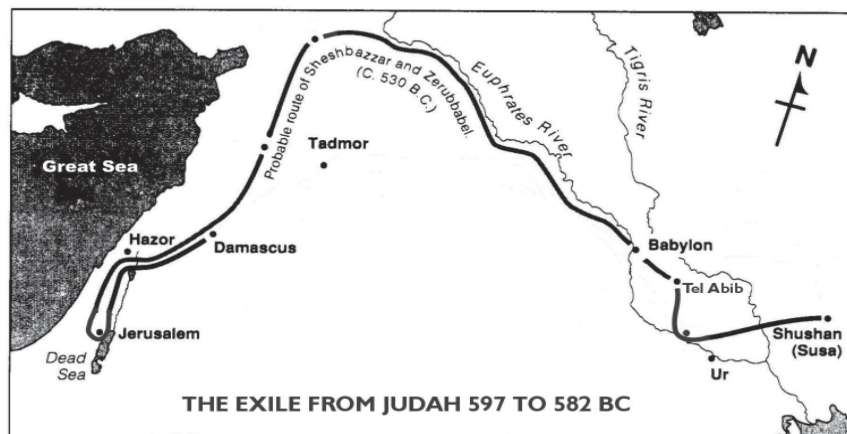 Great Sea
Hazor
Damascus
Jerusalem
Dead
Sea
Tadmor
Probable route of Sheshbazzar and Zerubbabel.
(C. 530 B.C.)
Euphrates River
Tigris River
N
Babylon
Tel Abib
Shushan
(Susa)
Ur
THE EXILE FROM JUDAH 597 TO 582 BC